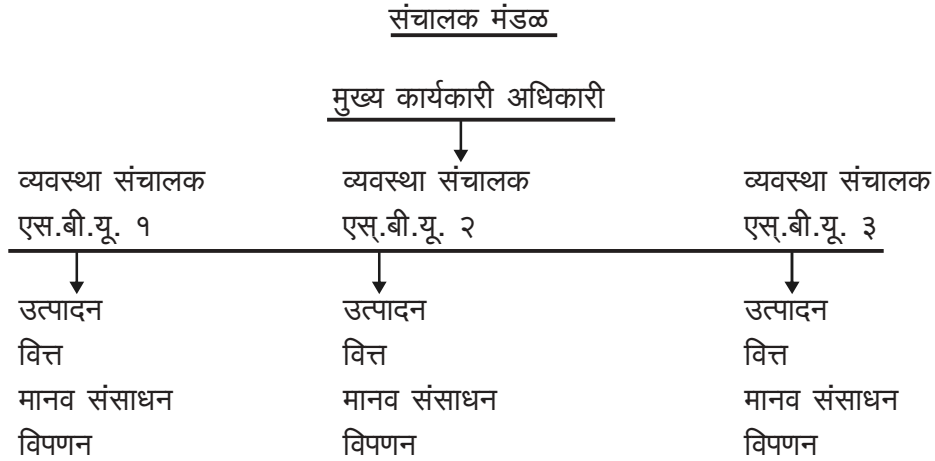 संचालक मंडळ
मुख्य कार्यकारी अधिकारी
व्यवस्था संचालक व्यवस्था संचालक व्यवस्था संचालक
एस.बी.यू. १ एस्.बी.यू. २ एस्.बी.यू. ३
उत्पादन उत्पादन उत्पादन
वित्त वित्त वित्त
मानव संसाधन मानव संसाधन मानव संसाधन
विपणन विपणन विपणन